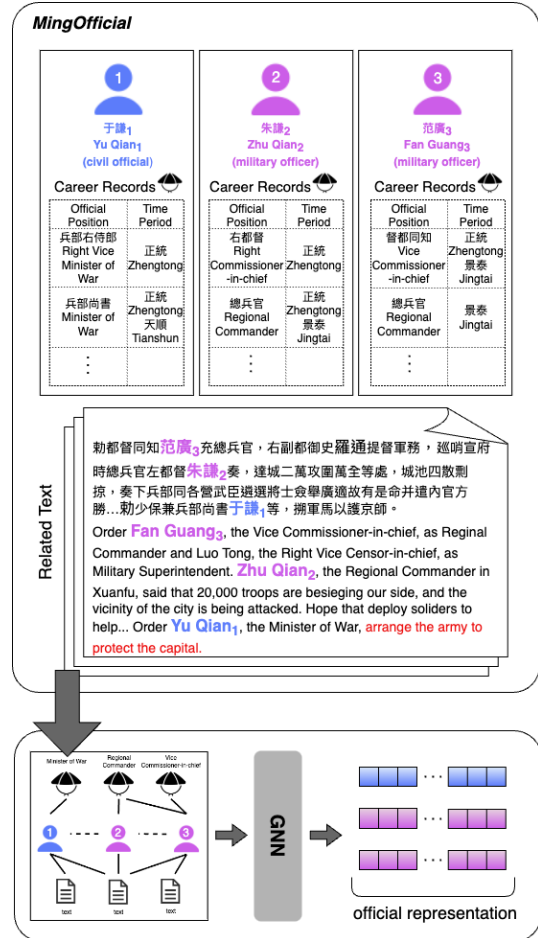 MingOfficial
1
于謙1
Yu Qian1
(civil official)
Career Records
Official Position
Time Period
兵部右侍郎
Right Vice
Minister of
War
正統
Zhengtong
兵部尚書
Minister of
War
正統
Zhengtong
天順
Tianshun
⋮
2
朱謙2
Zhu Qian2
(military officer)
Career Records
Official Position
Time Period
右都督
Right
Commissioner
-in-chief
正統
Zhengtong
總兵官
Regional
Commander
正統
Zhengtong
景泰
Jingtai
⋮
3
范廣3
Fan Guang3
(military officer)
Career Records
Official Position
Time Period
督都同知
Vice
Commissioner
-in-chief
正統
Zhengtong
景泰
Jingtai
總兵官
Regional
Commander
景泰
Jingtai
⋮
Related Text
勅都督同知范廣3充總兵官，右副都御史羅通提督軍務，巡哨宣府
時總兵官左都督朱謙2奏，達城二萬攻圍萬全等處，城池四散剽
掠，奏下兵部同各營武臣遴選將士僉舉廣適故有是命并遣內官方
勝...勑少保兼兵部尚書于謙1等，搠軍馬以護京師。
Order Fan Guang3, the Vice Commissioner-in-chief, as Reginal
Commander and Luo Tong, the Right Vice Censor-in-chief, as
Military Superintendent. Zhu Qian2, the Regional Commander in
Xuanfu, said that 20,000 troops are besieging our side, and the
vicinity of the city is being attacked. Hope that deploy soliders to
help... Order Yu Qian1, the Minister of War, arrange the army to
protect the capital.
Minister of War
Regional
Commander
Vice
Commissioner-in-chief
1
2
3
text
text
text
GNN
...
...
...
official representation